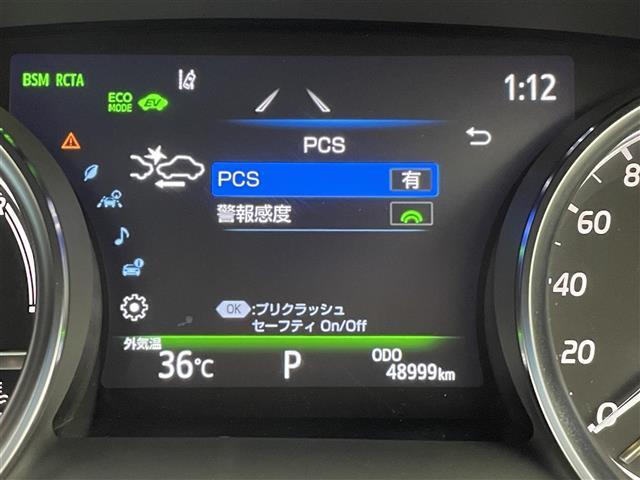 BSM RCTA
ECO MODE EV
1:12
PCS
PCS 有
警報感度
OK :プリクラッシュ
セーフティ On/Off
外気温
36℃ P ODO 48999km
80
60
40
20
0